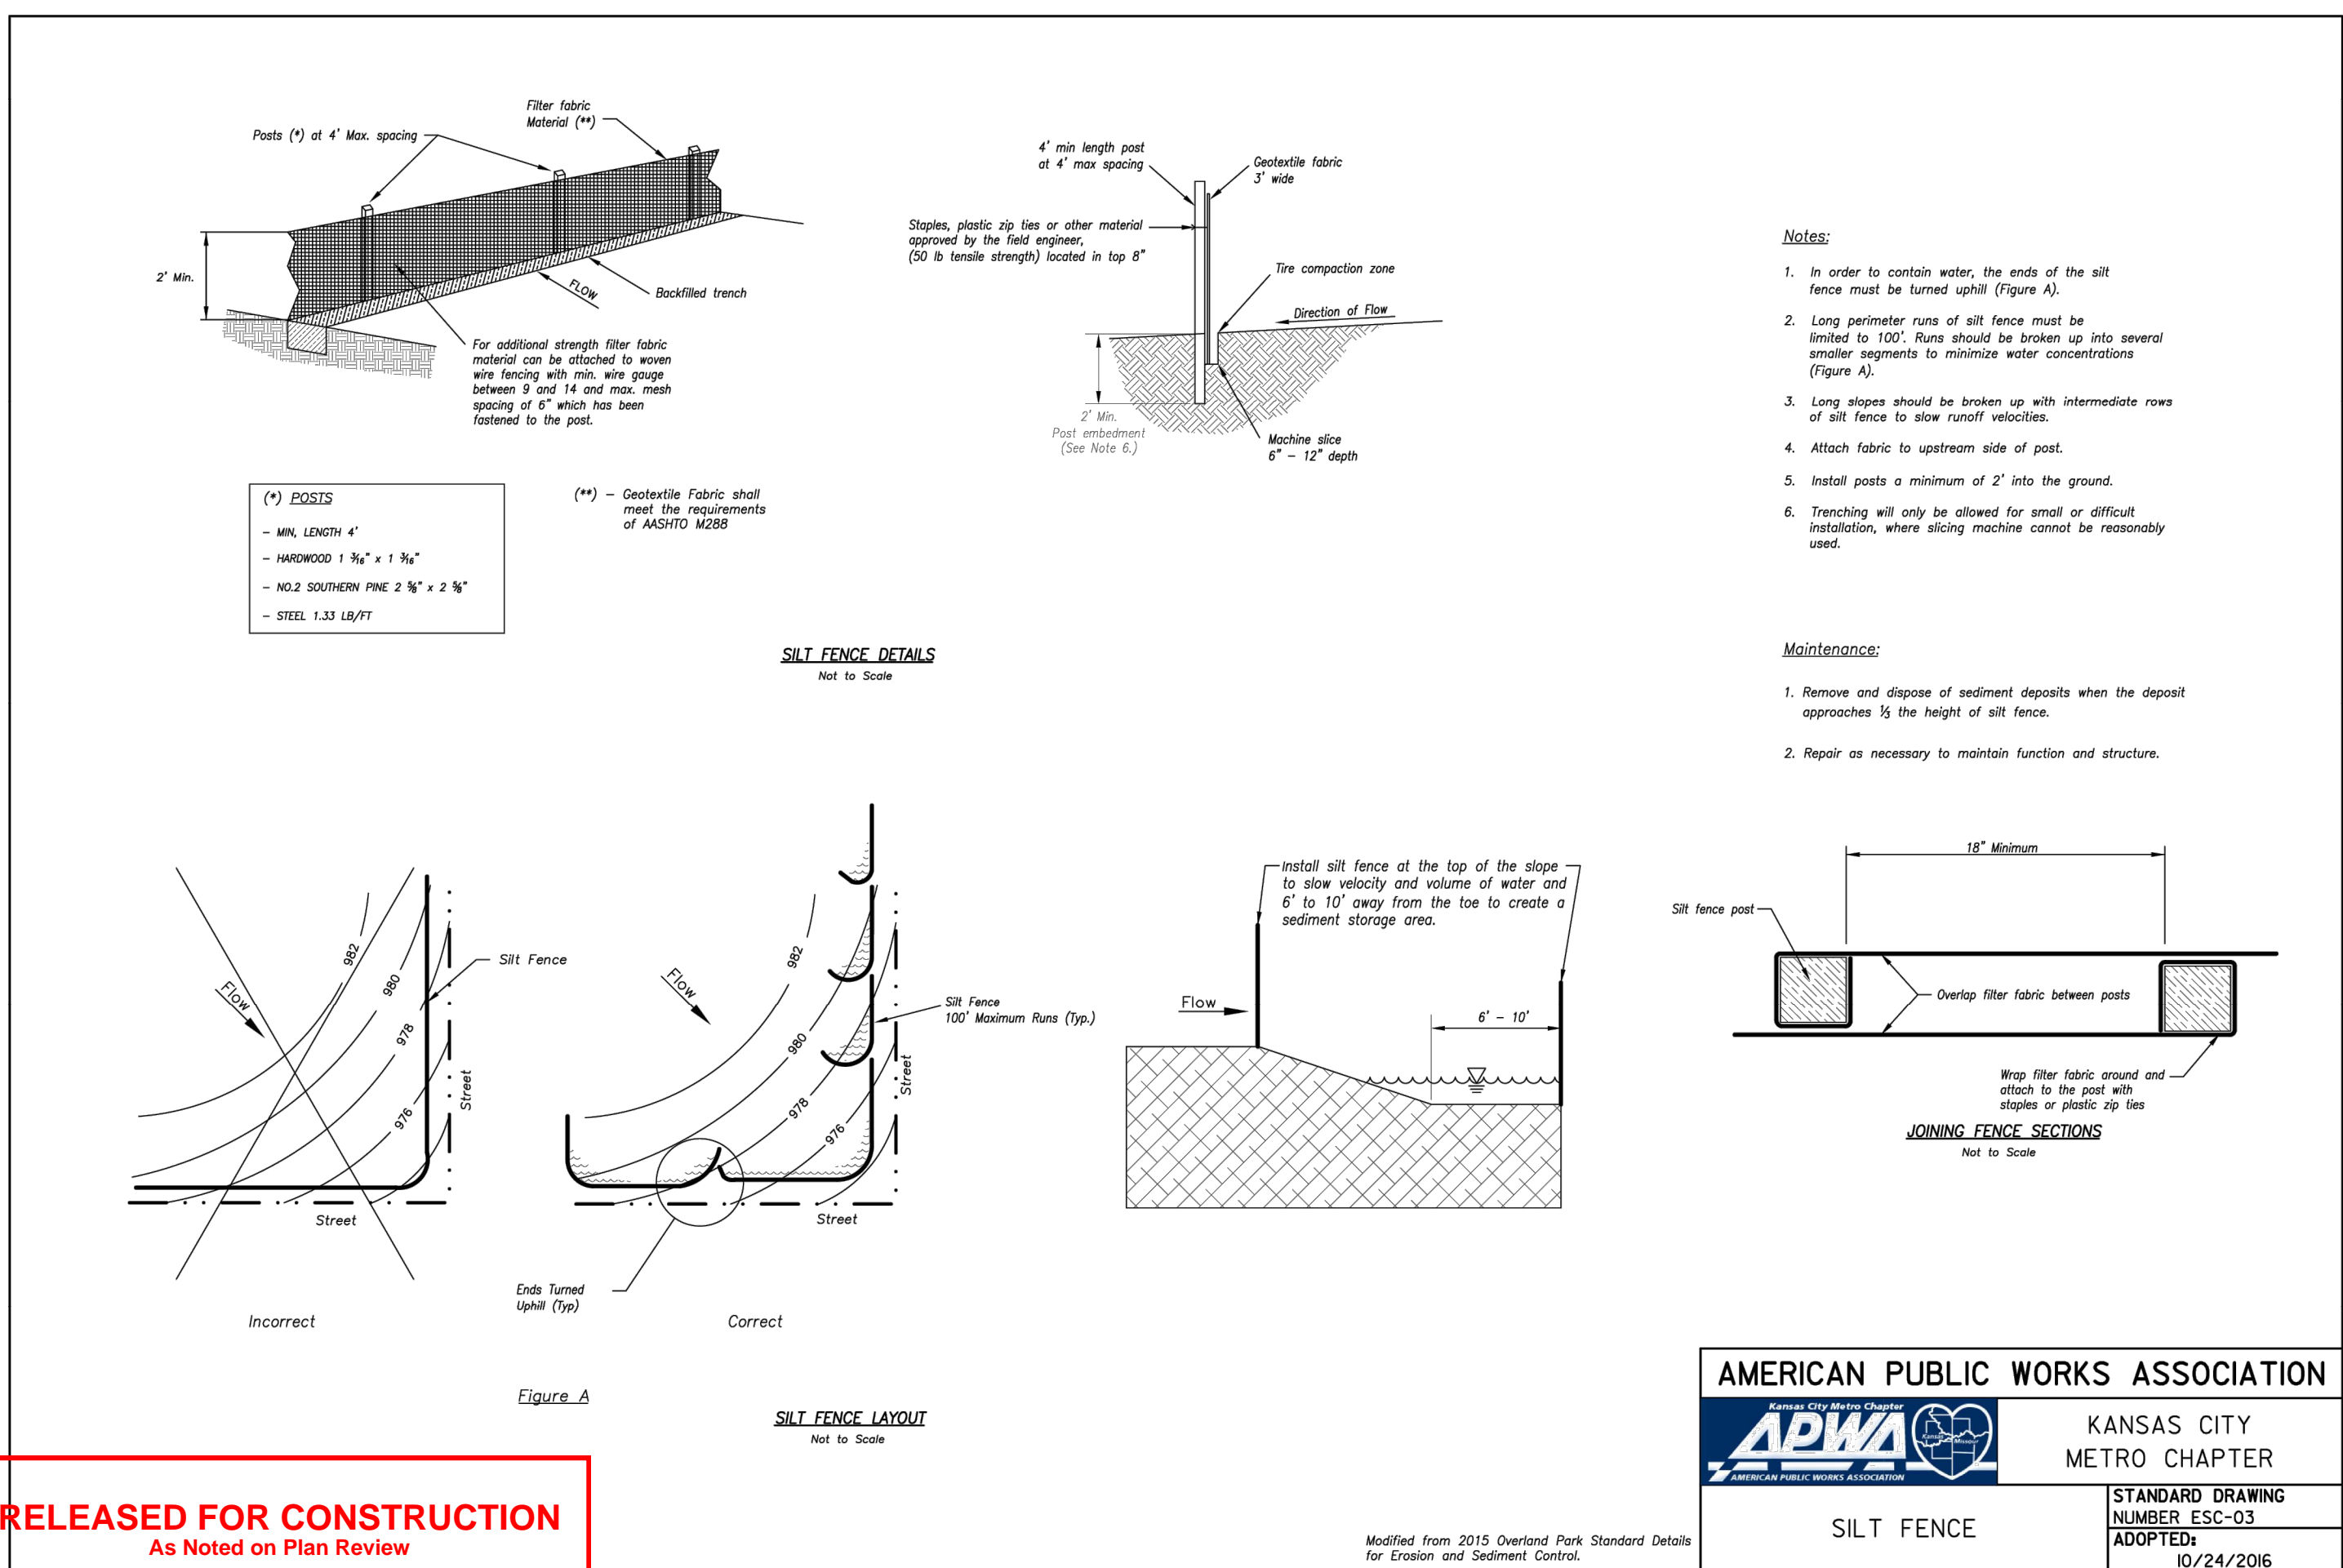 Filter fabric
Material (**)
Posts (*) at 4' Max. spacing
2' Min.
FLOW
Backfilled trench
For additional strength filter fabric
material can be attached to woven
wire fencing with min. wire gauge
between 9 and 14 and max. mesh
spacing of 6" which has been
fastened to the post.
(*) POSTS
- MIN, LENGTH 4'
- HARDWOOD 1 3/16" x 1 3/16"
- NO.2 SOUTHERN PINE 2 5/8" x 2 5/8"
- STEEL 1.33 LB/FT
(**) - Geotextile Fabric shall
meet the requirements
of AASHTO M288
4' min length post
at 4' max spacing
Geotextile fabric
3' wide
Staples, plastic zip ties or other material
approved by the field engineer,
(50 lb tensile strength) located in top 8"
Tire compaction zone
Direction of Flow
2' Min.
Post embedment
(See Note 6.)
Machine slice
6" - 12" depth
SILT FENCE DETAILS
Not to Scale
Notes:
1. In order to contain water, the ends of the silt
fence must be turned uphill (Figure A).
2. Long perimeter runs of silt fence must be
limited to 100'. Runs should be broken up into several
smaller segments to minimize water concentrations
(Figure A).
3. Long slopes should be broken up with intermediate rows
of silt fence to slow runoff velocities.
4. Attach fabric to upstream side of post.
5. Install posts a minimum of 2' into the ground.
6. Trenching will only be allowed for small or difficult
installation, where slicing machine cannot be reasonably
used.
Maintenance:
1. Remove and dispose of sediment deposits when the deposit
approaches 1/3 the height of silt fence.
2. Repair as necessary to maintain function and structure.
Flow
982
980
978
976
Silt Fence
Street
Street
Incorrect
Flow
982
980
978
976
Silt Fence
100' Maximum Runs (Typ.)
Street
Street
Ends Turned
Uphill (Typ)
Correct
Figure A
SILT FENCE LAYOUT
Not to Scale
Install silt fence at the top of the slope
to slow velocity and volume of water and
6' to 10' away from the toe to create a
sediment storage area.
Flow
6' - 10'
18" Minimum
Silt fence post
Overlap filter fabric between posts
Wrap filter fabric around and
attach to the post with
staples or plastic zip ties
JOINING FENCE SECTIONS
Not to Scale
RELEASED FOR CONSTRUCTION
As Noted on Plan Review
Modified from 2015 Overland Park Standard Details
for Erosion and Sediment Control.
AMERICAN PUBLIC WORKS ASSOCIATION
Kansas City Metro Chapter
APWA
Kansas
Missouri
AMERICAN PUBLIC WORKS ASSOCIATION
KANSAS CITY
METRO CHAPTER
SILT FENCE
STANDARD DRAWING
NUMBER ESC-03
ADOPTED:
10/24/2016